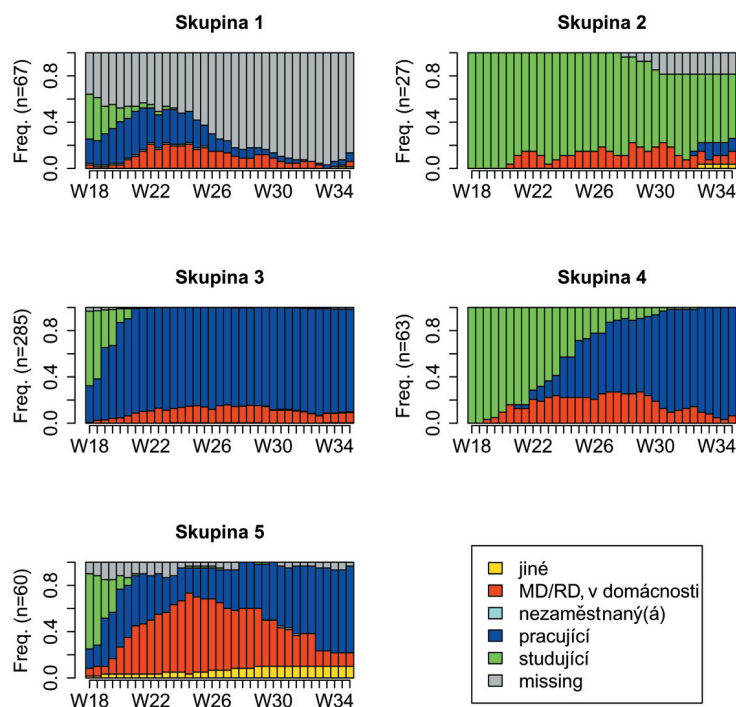 Skupina 1
Freq. (n=67)
0.0 0.4 0.8
W18 W22 W26 W30 W34
Skupina 2
Freq. (n=27)
0.0 0.4 0.8
W18 W22 W26 W30 W34
Skupina 3
Freq. (n=285)
0.0 0.4 0.8
W18 W22 W26 W30 W34
Skupina 4
Freq. (n=63)
0.0 0.4 0.8
W18 W22 W26 W30 W34
Skupina 5
Freq. (n=60)
0.0 0.4 0.8
W18 W22 W26 W30 W34
jiné
MD/RD, v domácnosti
nezaměstnaný(á)
pracující
studující
missing